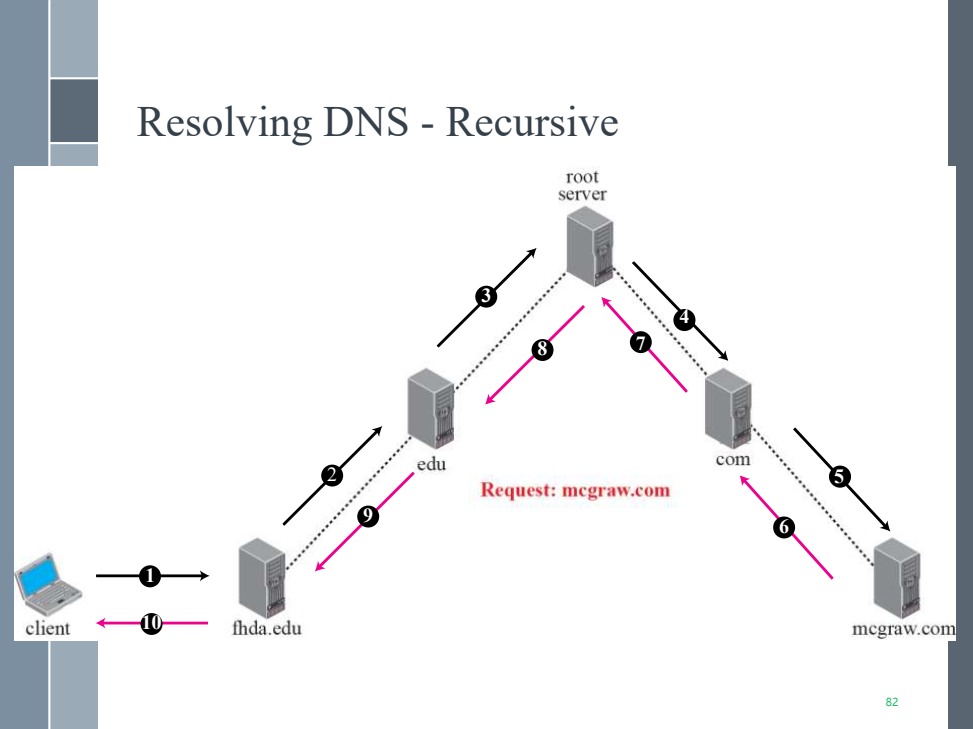 Resolving DNS - Recursive
root
server
3
4
8
7
edu
com
2
Request: mcgraw.com
5
9
6
1
10
client
fhda.edu
mcgraw.com
82